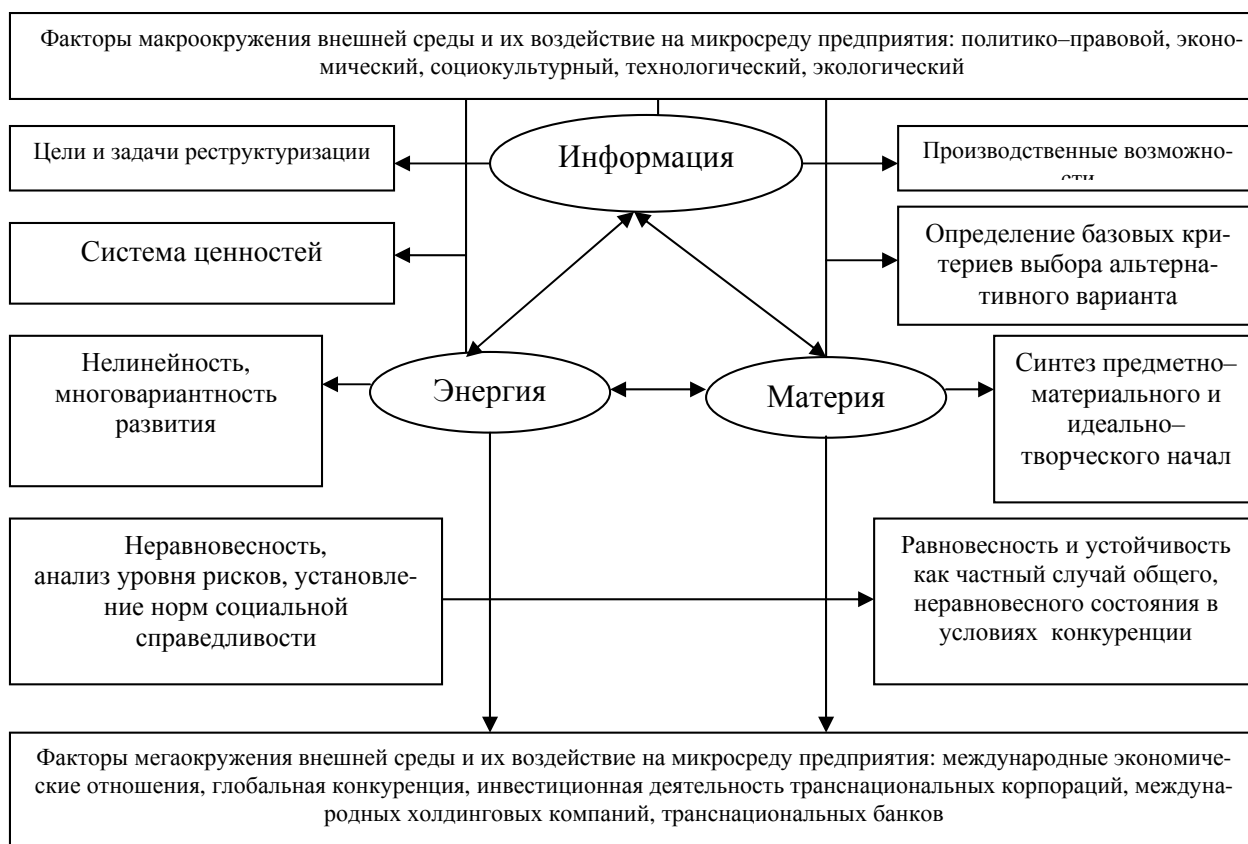 Факторы макроокружения внешней среды и их воздействие на микросреду предприятия: политико–правовой, эконо-
мический, социокультурный, технологический, экологический
Цели и задачи реструктуризации
Информация
Производственные возможно-
сти
Система ценностей
Определение базовых кри-
териев выбора альтерна-
тивного варианта
Нелинейность,
многовариантность
развития
Энергия
Материя
Синтез предметно–
материального и
идеально–
творческого начал
Неравновесность,
анализ уровня рисков, установле-
ние норм социальной
справедливости
Равновесность и устойчивость
как частный случай общего,
неравновесного состояния в
условиях конкуренции
Факторы мегаокружения внешней среды и их воздействие на микросреду предприятия: международные экономиче-
ские отношения, глобальная конкуренция, инвестиционная деятельность транснациональных корпораций, междуна-
родных холдинговых компаний, транснациональных банков